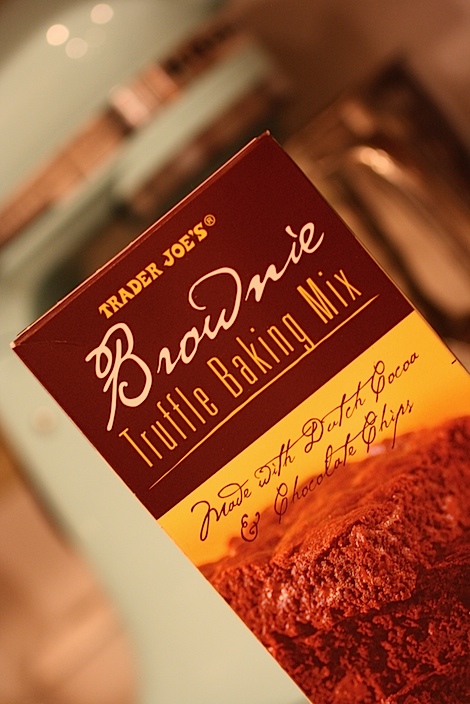 TRADER JOE'S®
Brownie
Truffle Baking Mix
Made with Dutch Cocoa
& Chocolate Chips